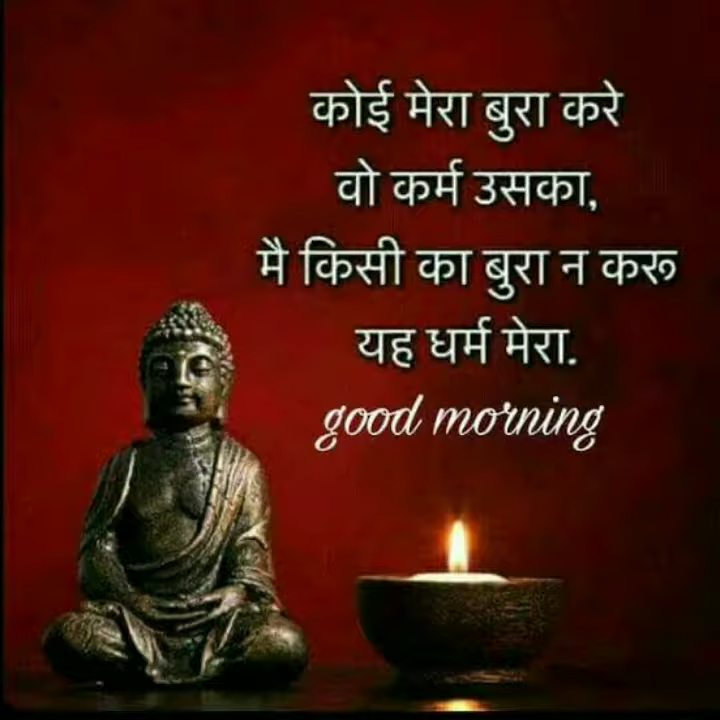 कोई मेरा बुरा करे
वो कर्म उसका,
मै किसी का बुरा न करू
यह धर्म मेरा.
good morning